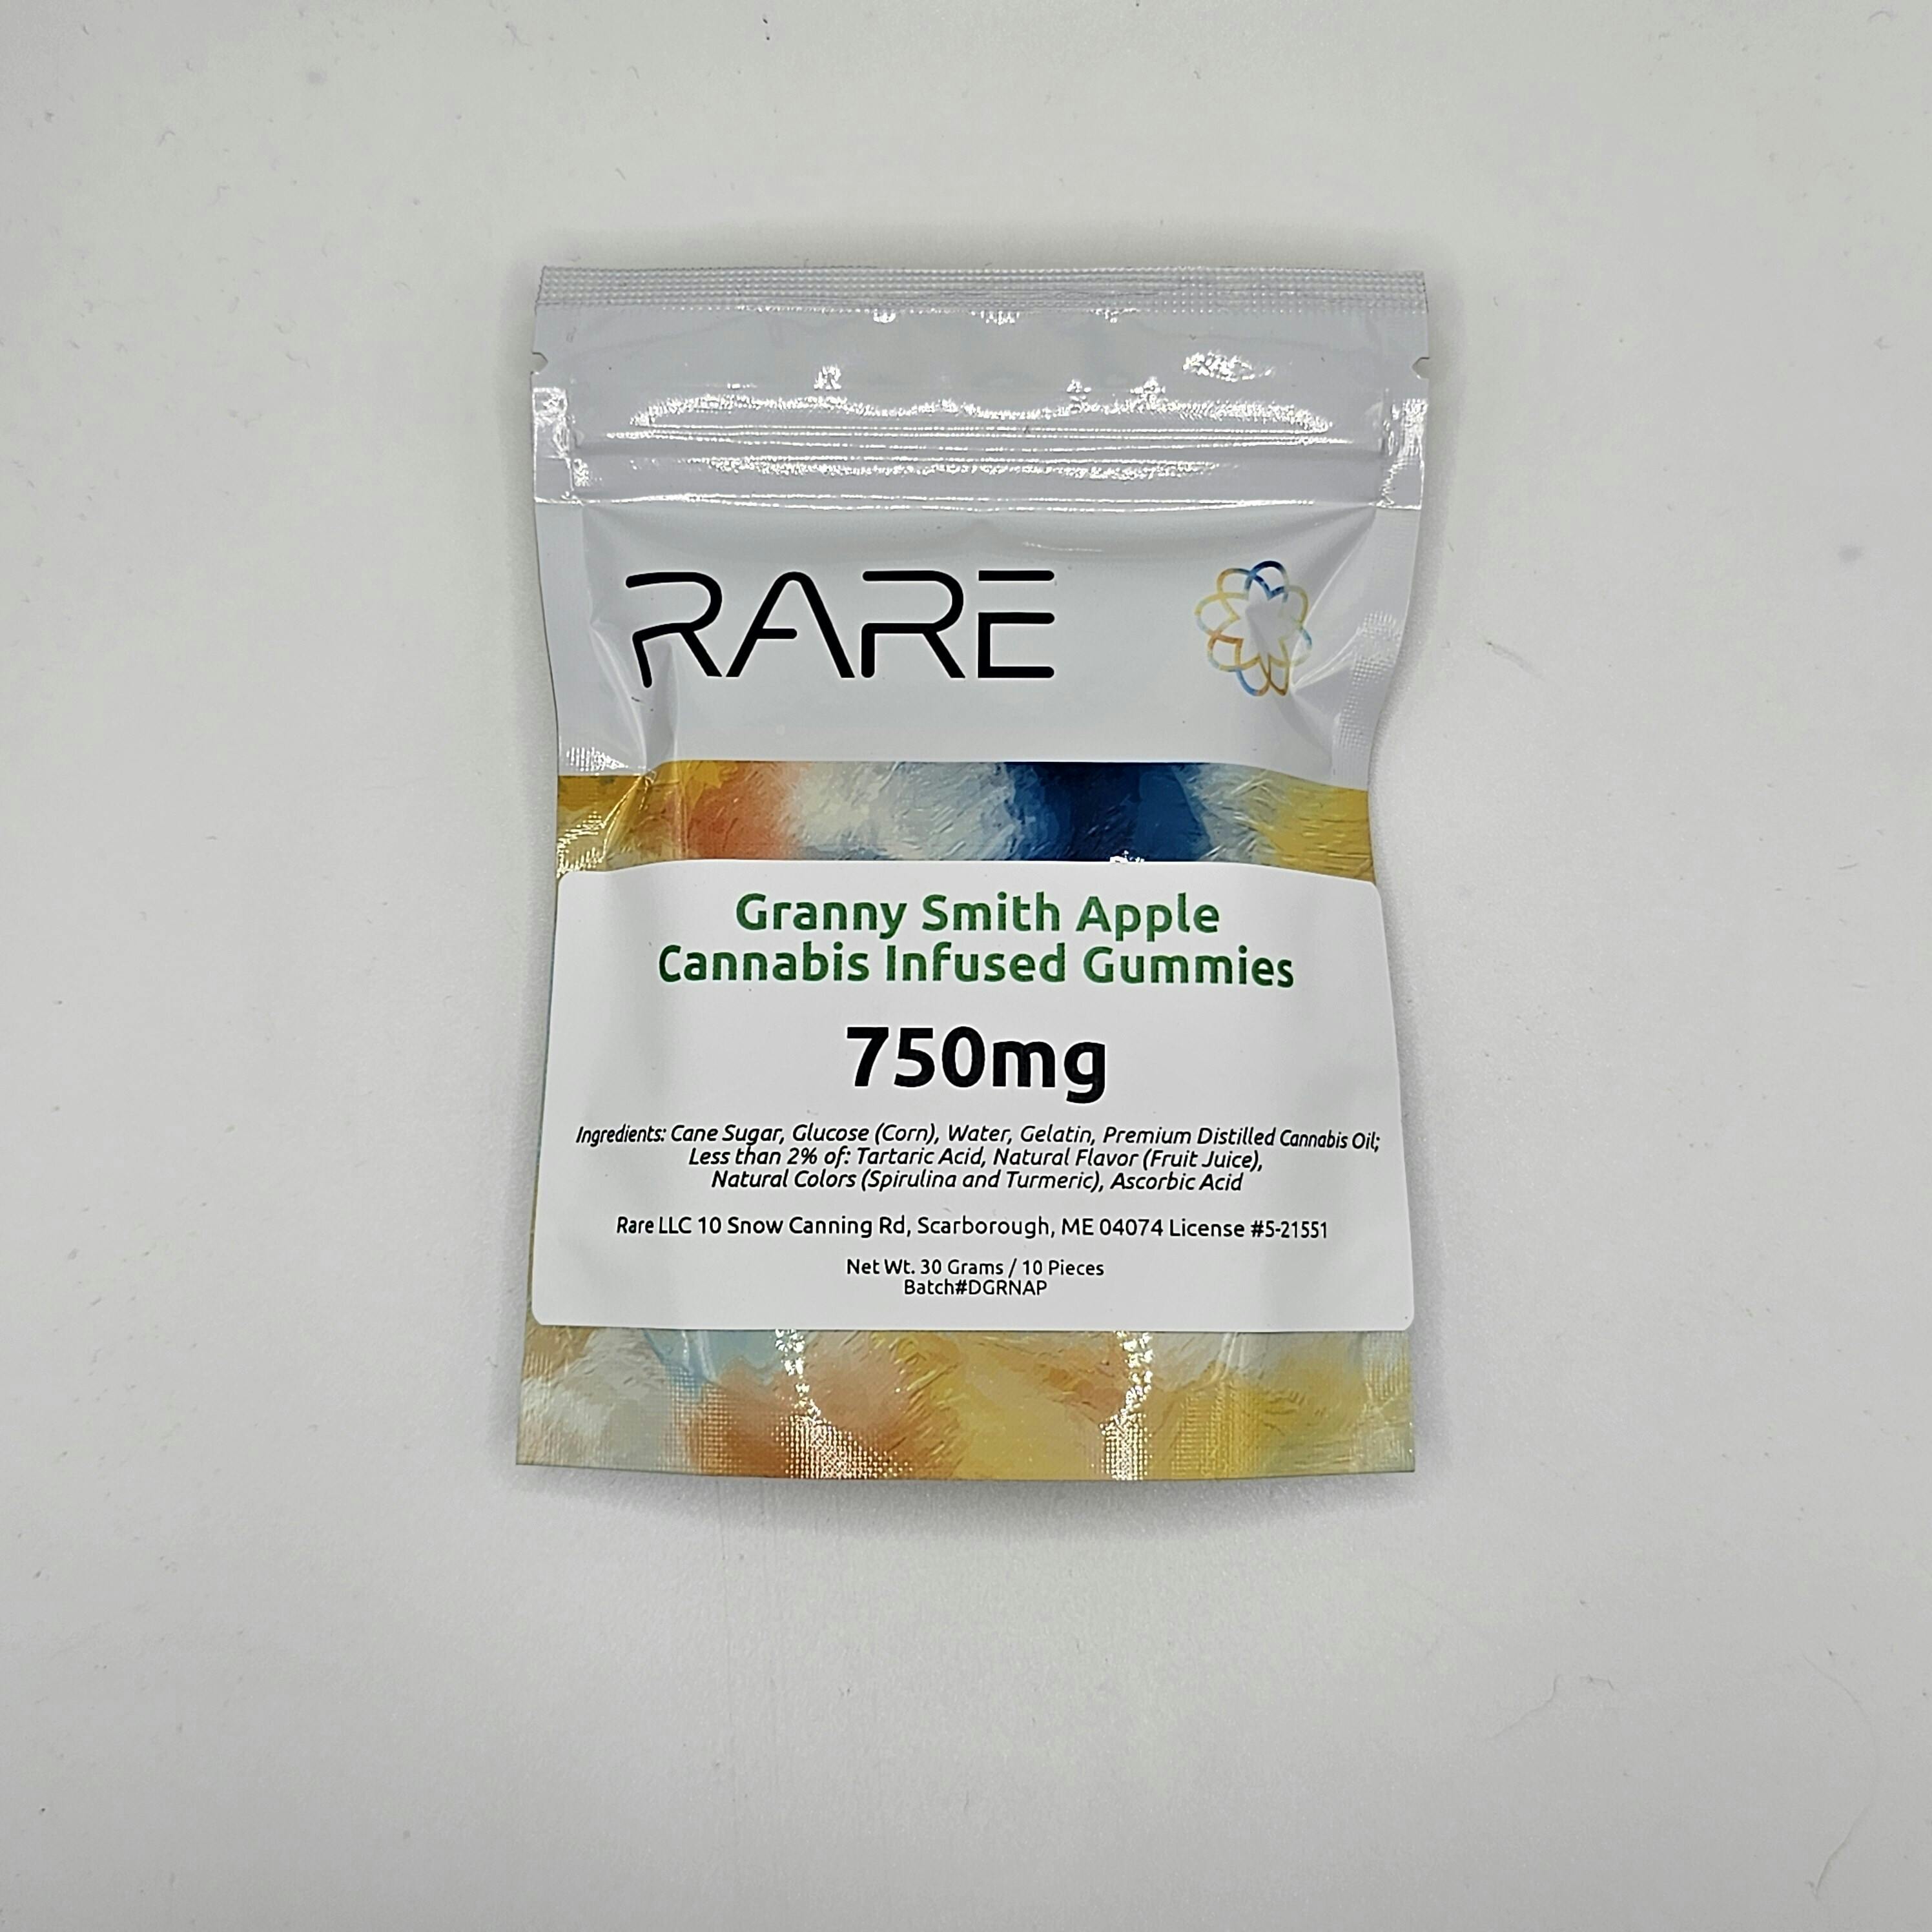 RARE
Granny Smith Apple
Cannabis Infused Gummies
750mg
Ingredients: Cane Sugar, Glucose (Corn), Water, Gelatin, Premium Distilled Cannabis Oil;
Less than 2% of: Tartaric Acid, Natural Flavor (Fruit Juice),
Natural Colors (Spirulina and Turmeric), Ascorbic Acid
Rare LLC 10 Snow Canning Rd, Scarborough, ME 04074 License #5-21551
Net Wt. 30 Grams / 10 Pieces
Batch#DGRNAP